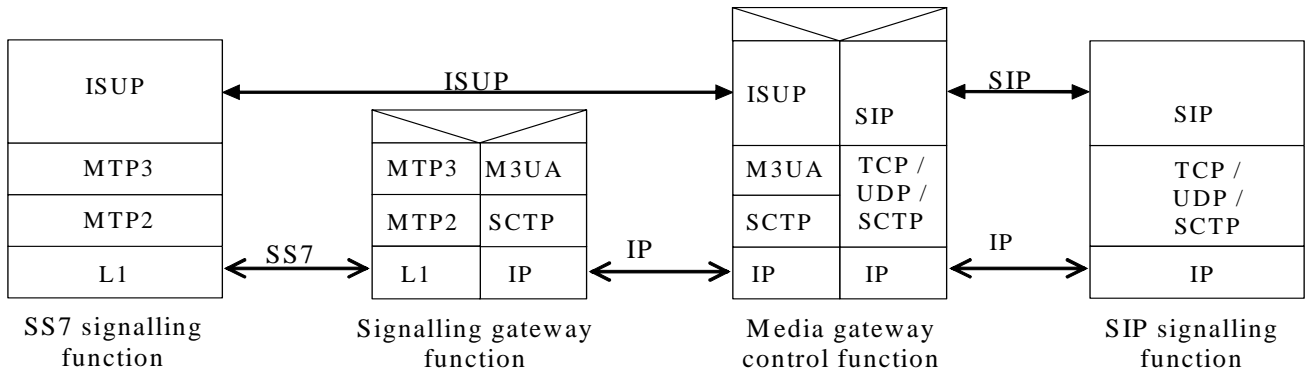 ISUP
MTP3
MTP2
L1
SS7 signalling
function
ISUP
SS7
MTP3
M3UA
MTP2
SCTP
L1
IP
Signalling gateway
function
IP
ISUP
SIP
M3UA
SCTP
TCP /
UDP /
SCTP
IP
IP
Media gateway
control function
SIP
IP
SIP
TCP /
UDP /
SCTP
IP
SIP signalling
function